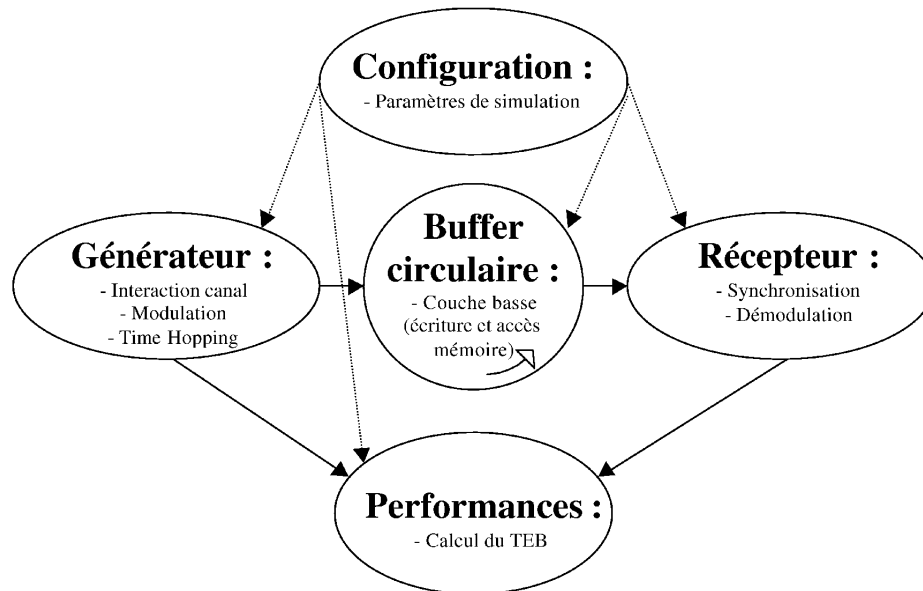 Configuration :
- Paramètres de simulation
Générateur :
- Interaction canal
- Modulation
- Time Hopping
Buffer
circulaire :
- Couche basse
(écriture et accès
mémoire)
Récepteur :
- Synchronisation
- Démodulation
Performances :
- Calcul du TEB